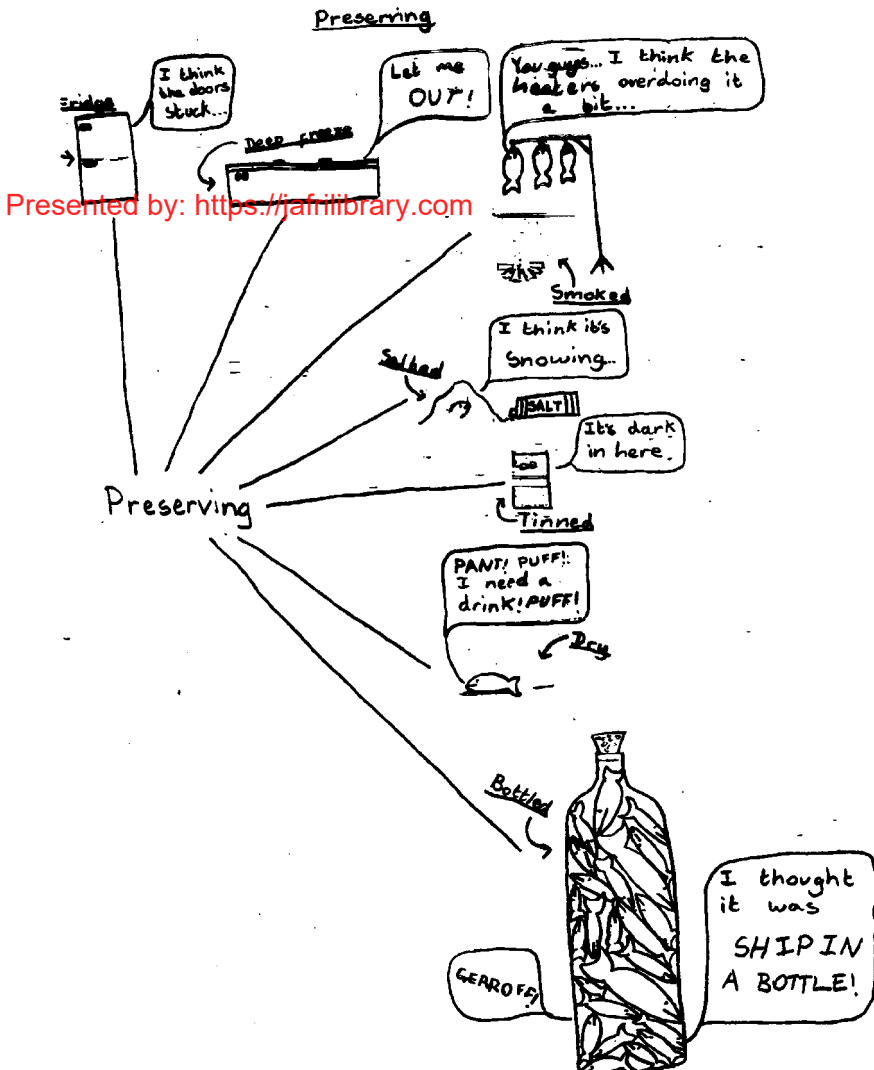 Preserving
I think
the doors
Stuck...
Fridge
Let me
OUT!
Deep freeze
You guys... I think the
heaters overdoing it
a bit...
Presented by: https://jafrilibrary.com
Smoked
I think it's
Snowing...
Salted
SALT
It's dark
in here.
Preserving
Tinned
PANT! PUFF!
I need a
drink! PUFF!
Dry
Bottled
I thought
it was
SHIP IN
A BOTTLE!
GERROFF!